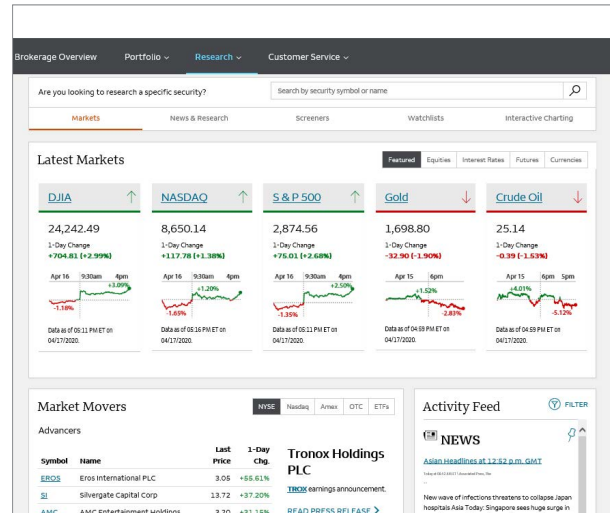 Brokerage Overview Portfolio Research Customer Service
Are you looking to research a specific security?
Search by security symbol or name
Markets News & Research Screeners Watchlists Interactive Charting
Latest Markets
Featured Equities Interest Rates Futures Currencies
DJIA
24,242.49
1-Day Change
+704.81 (+2.99%)
Apr 16 9:30am 4pm
+3.09%
-1.18%
Data as of 05:11 PM ET on
04/17/2020.
NASDAQ
8,650.14
1-Day Change
+117.78 (+1.38%)
Apr 16 9:30am 4pm
+1.20%
-1.65%
Data as of 05:16 PM ET on
04/17/2020.
S & P 500
2,874.56
1-Day Change
+75.01 (+2.68%)
Apr 16 9:30am 4pm
+2.50%
-1.35%
Data as of 05:11 PM ET on
04/17/2020.
Gold
1,698.80
1-Day Change
-32.90 (-1.90%)
Apr 15 6pm
+1.52%
-2.83%
Data as of 04:59 PM ET on
04/17/2020.
Crude Oil
25.14
1-Day Change
-0.39 (-1.53%)
Apr 15 6pm 5pm
+4.01%
-5.12%
Data as of 04:59 PM ET on
04/17/2020.
Market Movers
NYSE Nasdaq Amex OTC ETFs
Advancers
Symbol Name Last Price 1-Day Chg.
EROS Eros International PLC 3.05 +55.61%
SI Silvergate Capital Corp 13.72 +37.20%
AMC AMC Entertainment Holdings 3.20 +31.15%
Tronox Holdings
PLC
TROX earnings announcement.
READ PRESS RELEASE
Activity Feed
FILTER
NEWS
Asian Headlines at 12:52 p.m. GMT
New wave of infections threatens to collapse Japan
hospitals Asia Today: Singapore sees huge surge in